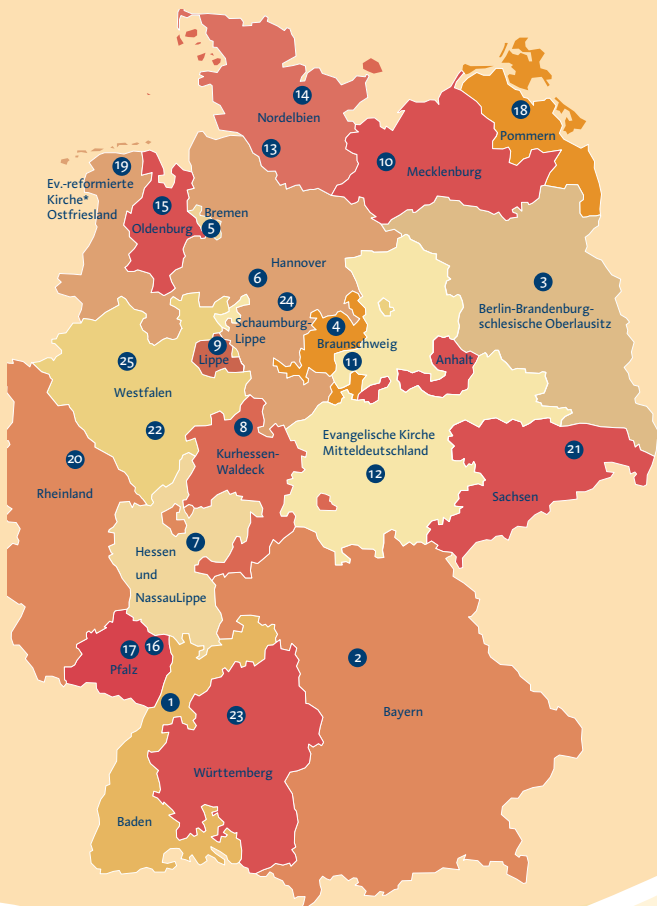 14
Nordelbien
18
Pommern
13
10
Mecklenburg
19
Ev.-reformierte
Kirche*
Ostfriesland
15
Oldenburg
Bremen
5
Hannover
6
24
Schaumburg-
Lippe
3
Berlin-Brandenburg-
schlesische Oberlausitz
4
Braunschweig
11
9
Lippe
Anhalt
25
Westfalen
22
8
Kurhessen-
Waldeck
Evangelische Kirche
Mitteldeutschland
12
21
Sachsen
20
Rheinland
7
Hessen
und
NassauLippe
17
16
Pfalz
2
Bayern
1
23
Württemberg
Baden